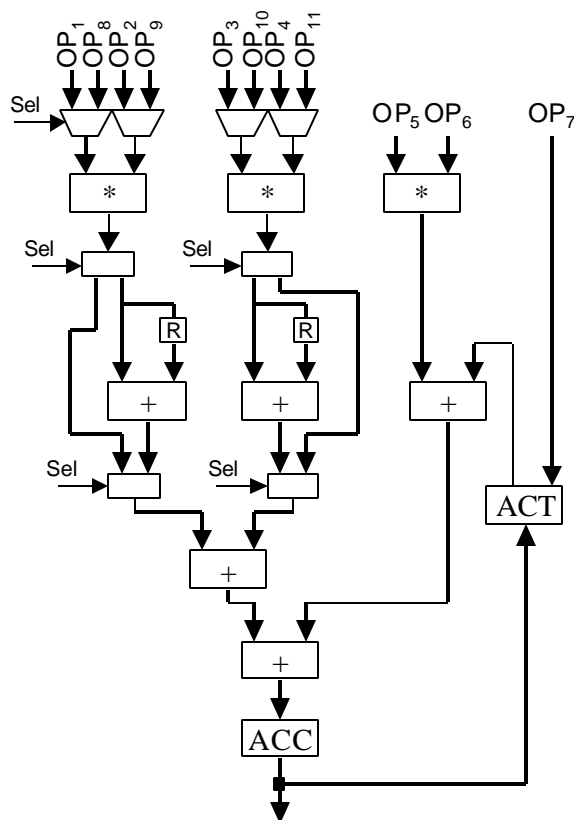 OP1 OP8 OP2 OP9 OP3 OP10 OP4 OP11
Sel
OP5 OP6 OP7
* * *
Sel Sel
R R
+ + +
Sel Sel
ACT
+
+
ACC